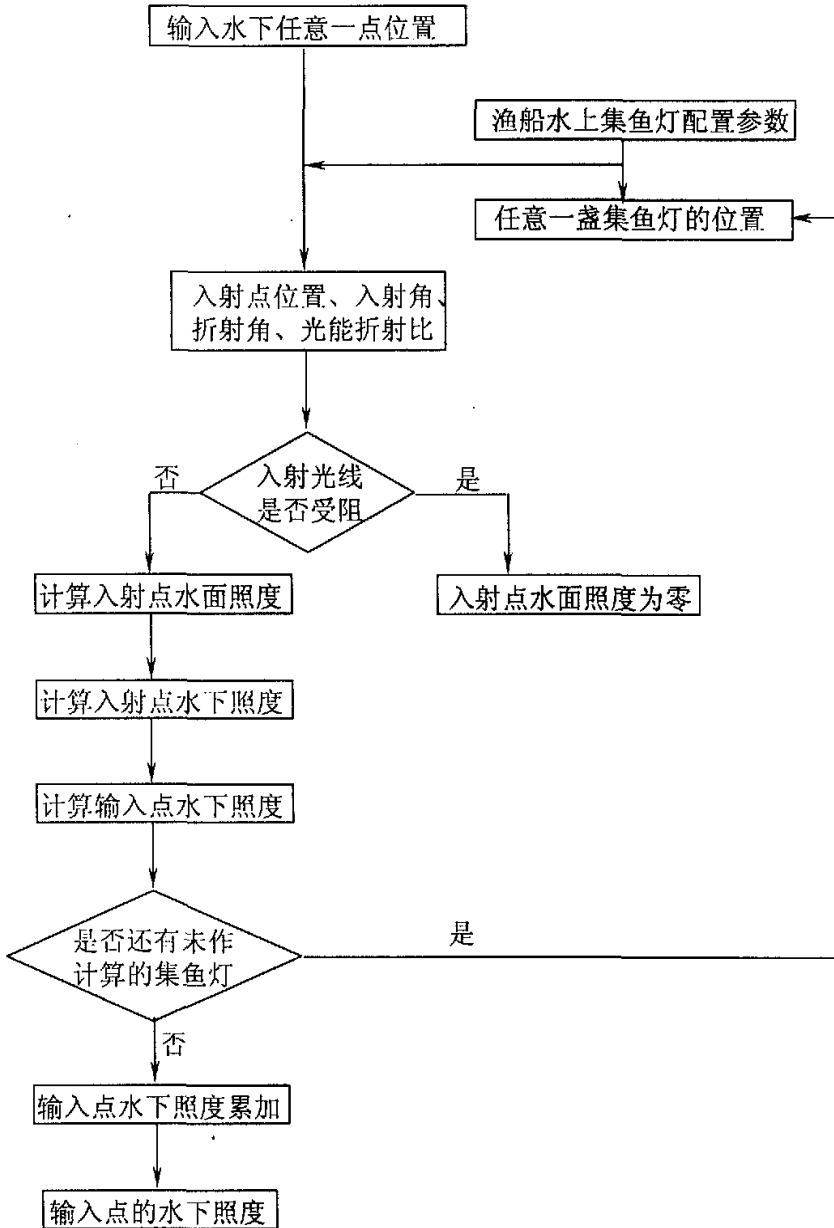 输入水下任意一点位置
渔船水上集鱼灯配置参数
任意一盏集鱼灯的位置
入射点位置、入射角、
折射角、光能折射比
入射光线
是否受阻
否
是
计算入射点水面照度
入射点水面照度为零
计算入射点水下照度
计算输入点水下照度
是否还有未作
计算的集鱼灯
是
否
输入点水下照度累加
输入点的水下照度